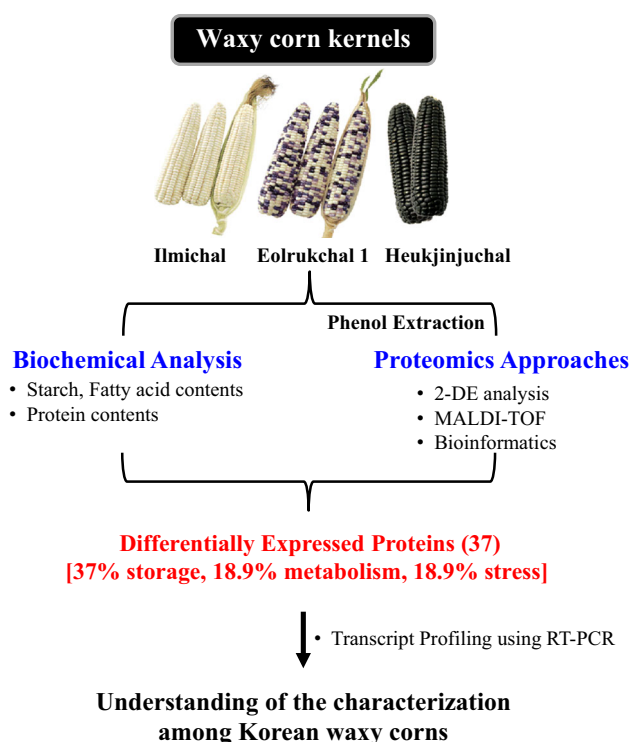 Waxy corn kernels
Ilmichal Eolrukchal 1 Heukjinjuchal
Phenol Extraction
Biochemical Analysis
• Starch, Fatty acid contents
• Protein contents
Proteomics Approaches
• 2-DE analysis
• MALDI-TOF
• Bioinformatics
Differentially Expressed Proteins (37)
[37% storage, 18.9% metabolism, 18.9% stress]
• Transcript Profiling using RT-PCR
Understanding of the characterization
among Korean waxy corns